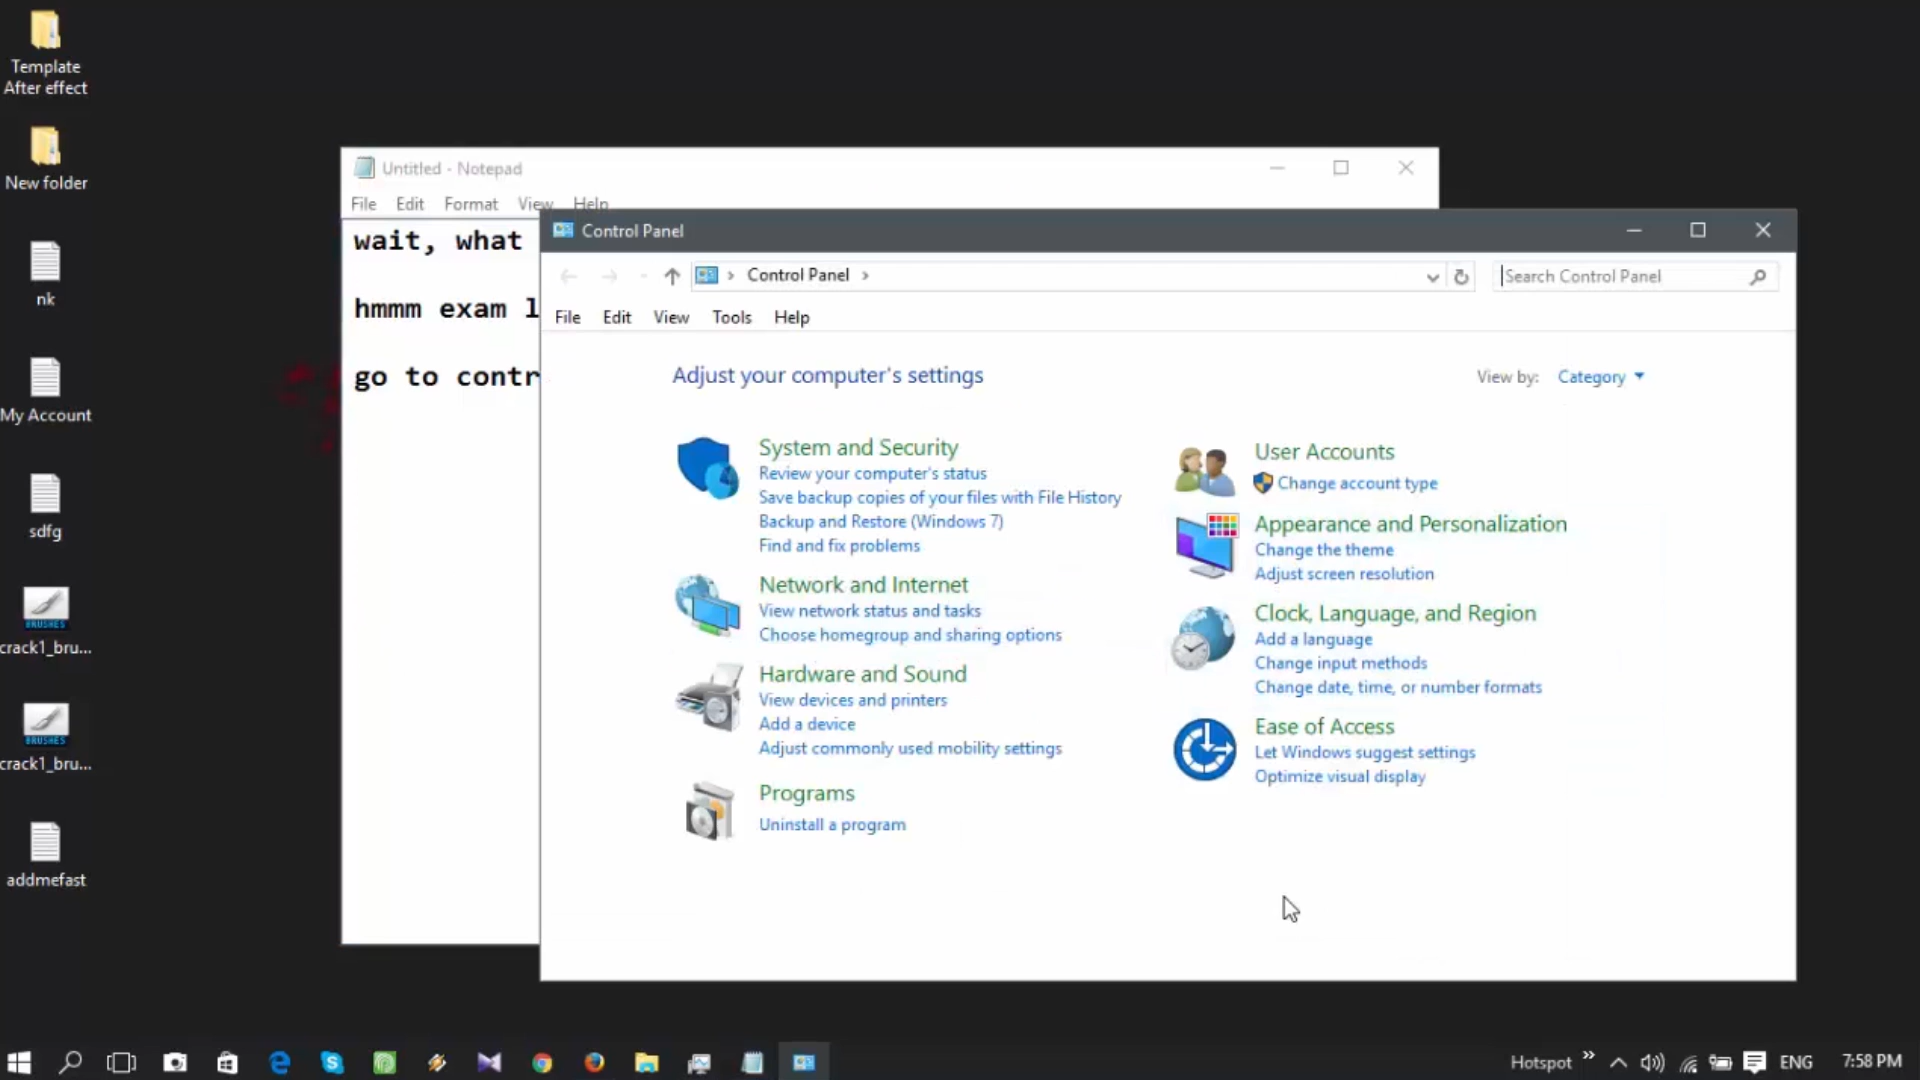 Template
After effect
New folder
nk
My Account
sdfg
BRUSHES
crack1_bru...
BRUSHES
crack1_bru...
addmefast
Untitled - Notepad
File Edit Format View Help
wait, what
hmmm exam
go to contr
Control Panel
Control Panel
Search Control Panel
File Edit View Tools Help
Adjust your computer's settings
View by: Category
System and Security
Review your computer's status
Save backup copies of your files with File History
Backup and Restore (Windows 7)
Find and fix problems
Network and Internet
View network status and tasks
Choose homegroup and sharing options
Hardware and Sound
View devices and printers
Add a device
Adjust commonly used mobility settings
Programs
Uninstall a program
User Accounts
Change account type
Appearance and Personalization
Change the theme
Adjust screen resolution
Clock, Language, and Region
Add a language
Change input methods
Change date, time, or number formats
Ease of Access
Let Windows suggest settings
Optimize visual display
Hotspot » ENG 7:58 PM